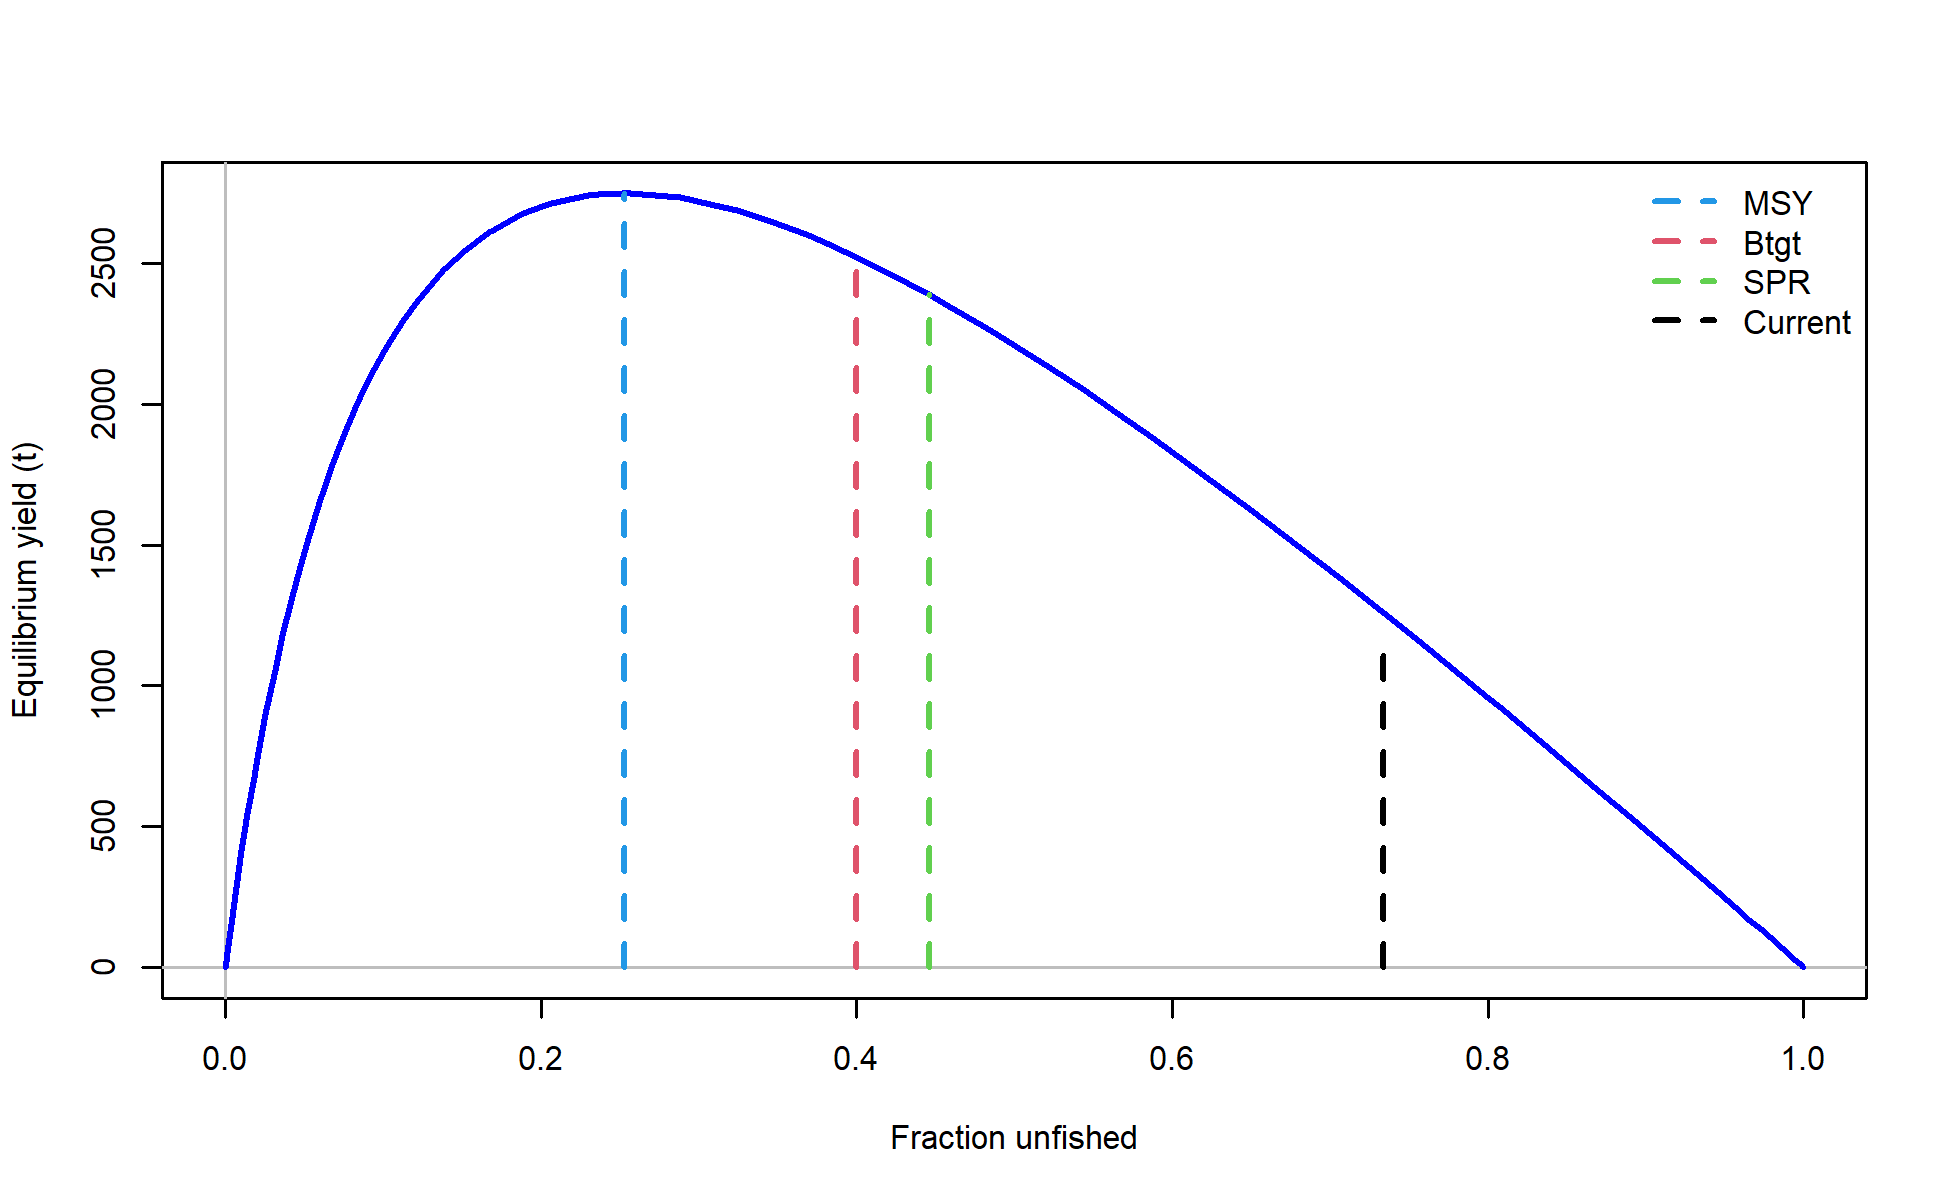 MSY
Btgt
SPR
Current
Equilibrium yield (t)
2500
2000
1500
1000
500
0
0.0 0.2 0.4 0.6 0.8 1.0
Fraction unfished